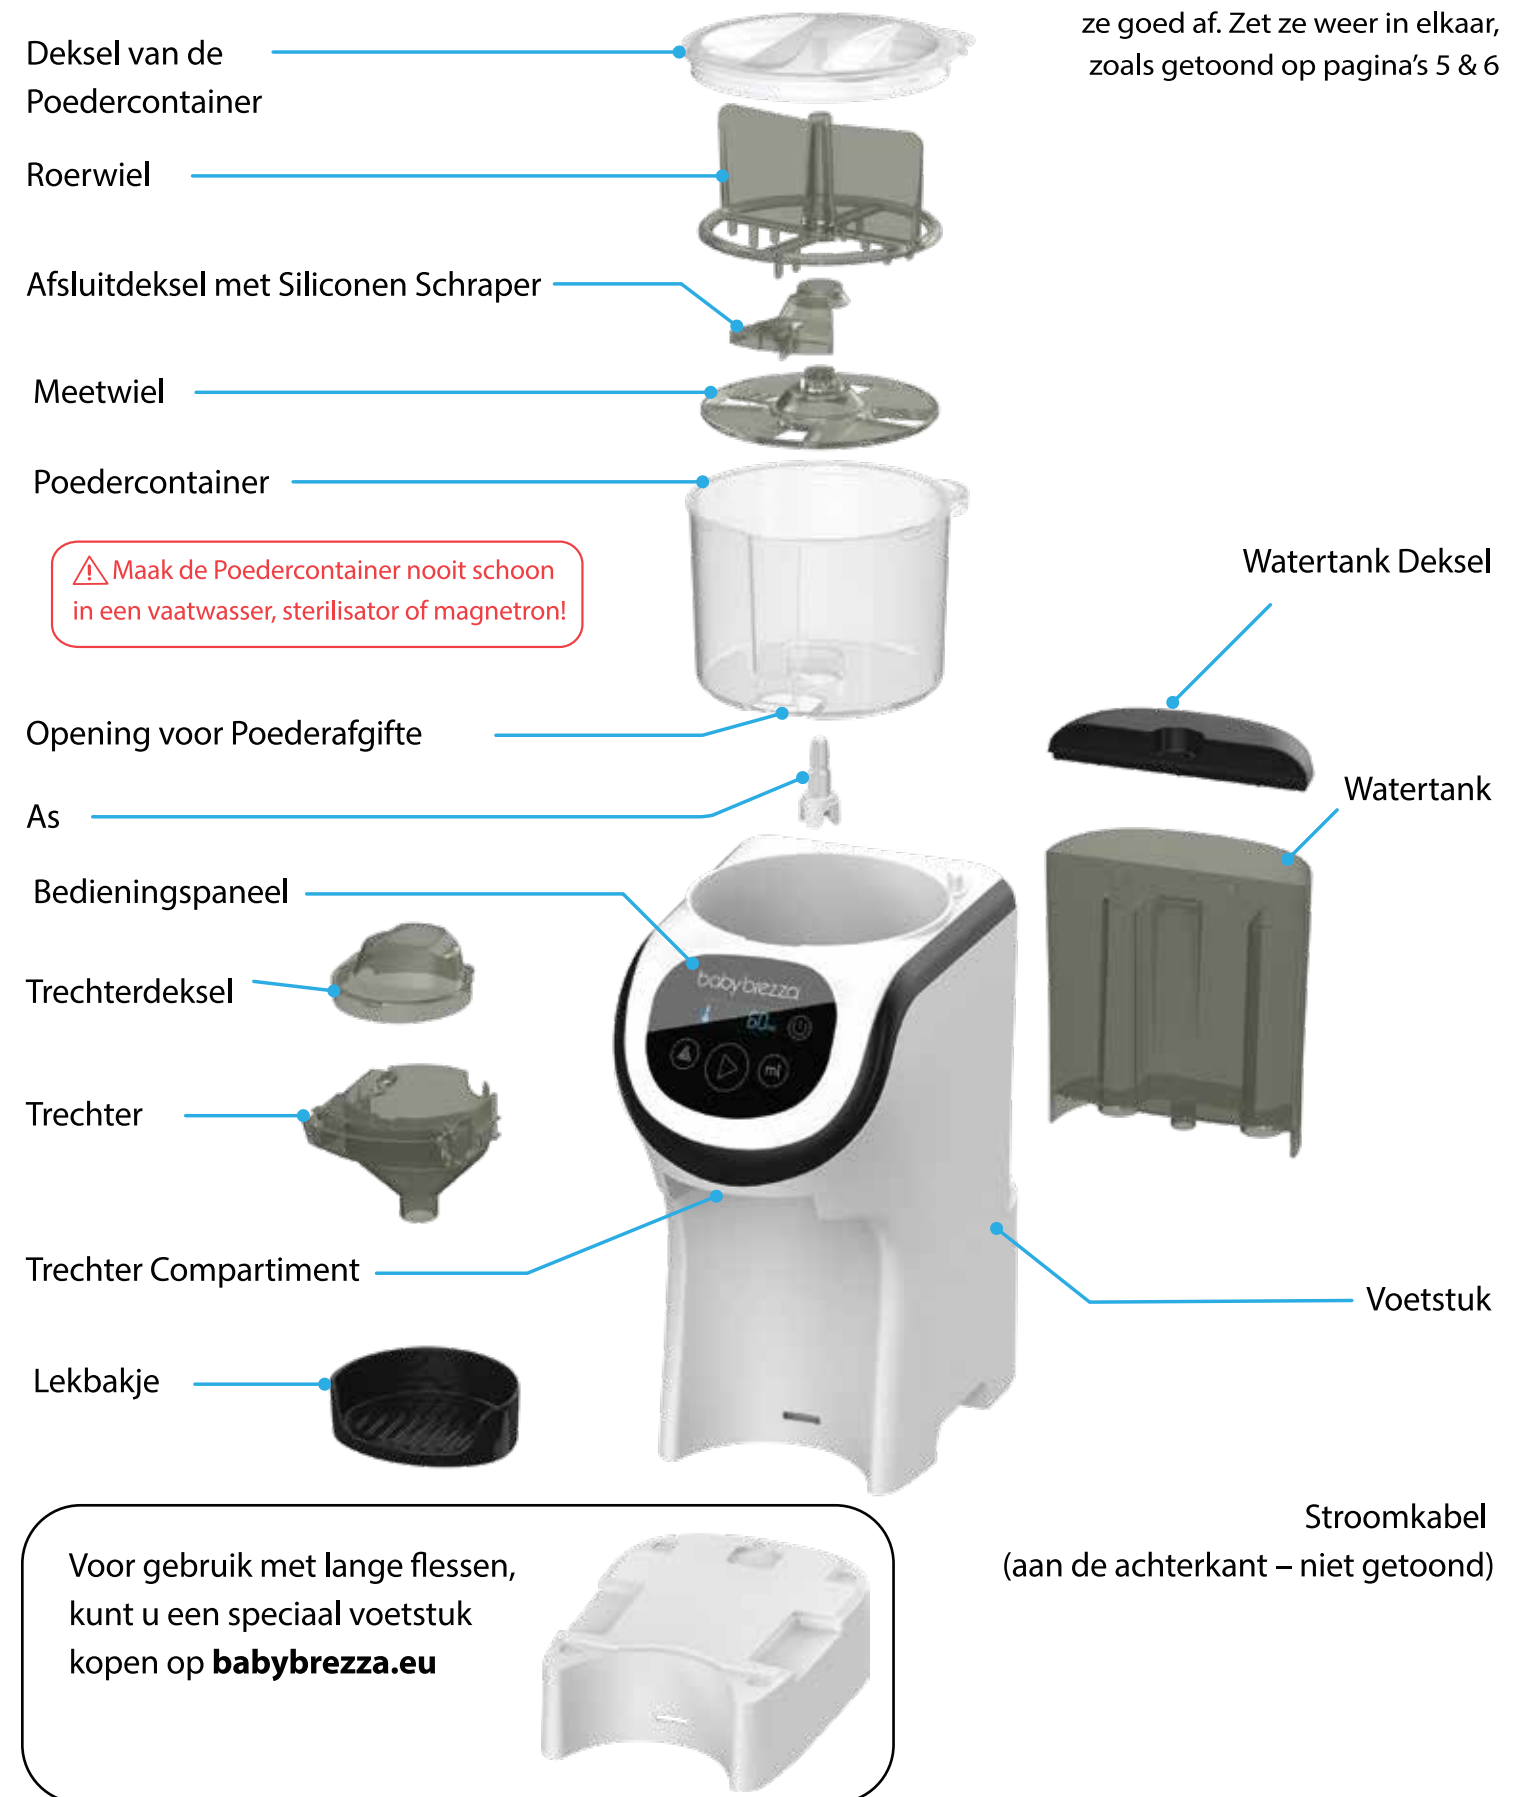 ze goed af. Zet ze weer in elkaar,
zoals getoond op pagina's 5 & 6
Deksel van de
Poedercontainer
Roerwiel
Afsluitdeksel met Siliconen Schraper
Meetwiel
Poedercontainer
Maak de Poedercontainer nooit schoon
in een vaatwasser, sterilisator of magnetron!
Watertank Deksel
Opening voor Poederafgifte
Watertank
As
Bedieningspaneel
babybrezza
60
ml
Trechterdeksel
Trechter
Trechter Compartiment
Voetstuk
Lekbakje
Stroomkabel
(aan de achterkant – niet getoond)
Voor gebruik met lange flessen,
kunt u een speciaal voetstuk
kopen op babybrezza.eu